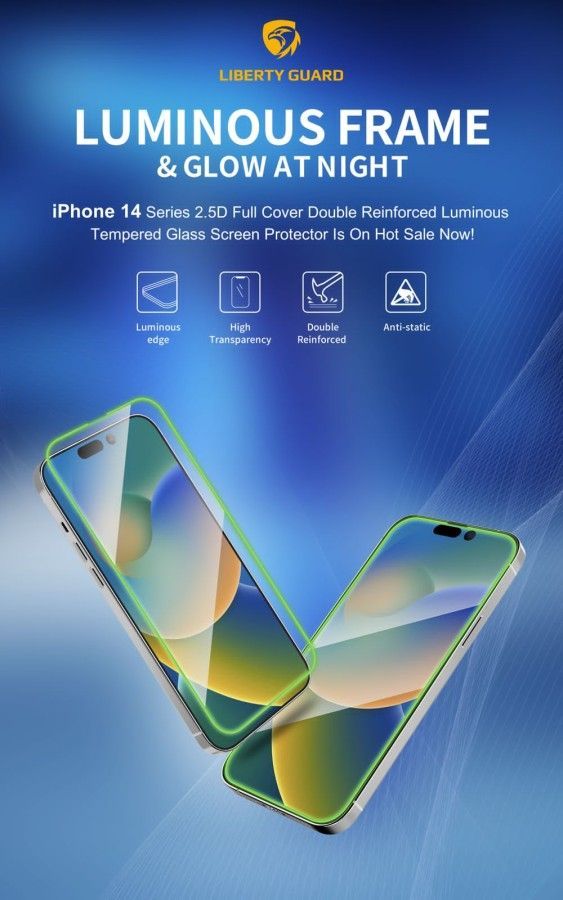 LIBERTY GUARD
LUMINOUS FRAME
& GLOW AT NIGHT
iPhone 14 Series 2.5D Full Cover Double Reinforced Luminous
Tempered Glass Screen Protector Is On Hot Sale Now!
Luminous
edge
High
Transparency
Double
Reinforced
Anti-static